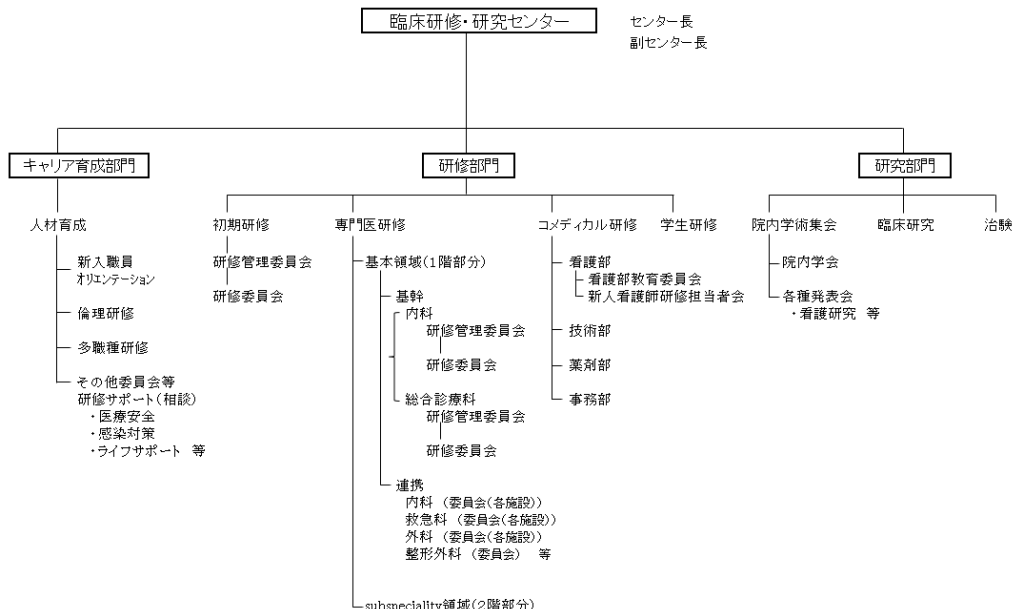 臨床研修・研究センター
センター長
副センター長
キャリア育成部門
研修部門
研究部門
人材育成
新入職員
オリエンテーション
倫理研修
多職種研修
その他委員会等
研修サポート(相談)
・医療安全
・感染対策
・ライフサポート 等
初期研修
研修管理委員会
研修委員会
専門医研修
基本領域(1階部分)
基幹
内科
研修管理委員会
研修委員会
総合診療科
研修管理委員会
研修委員会
連携
内科 (委員会(各施設))
救急科 (委員会(各施設))
外科 (委員会(各施設))
整形外科 (委員会) 等
subspeciality領域(2階部分)
コメディカル研修
看護部
看護部教育委員会
新人看護師研修担当者会
技術部
薬剤部
事務部
学生研修
院内学術集会
院内学会
各種発表会
・看護研究 等
臨床研究
治験